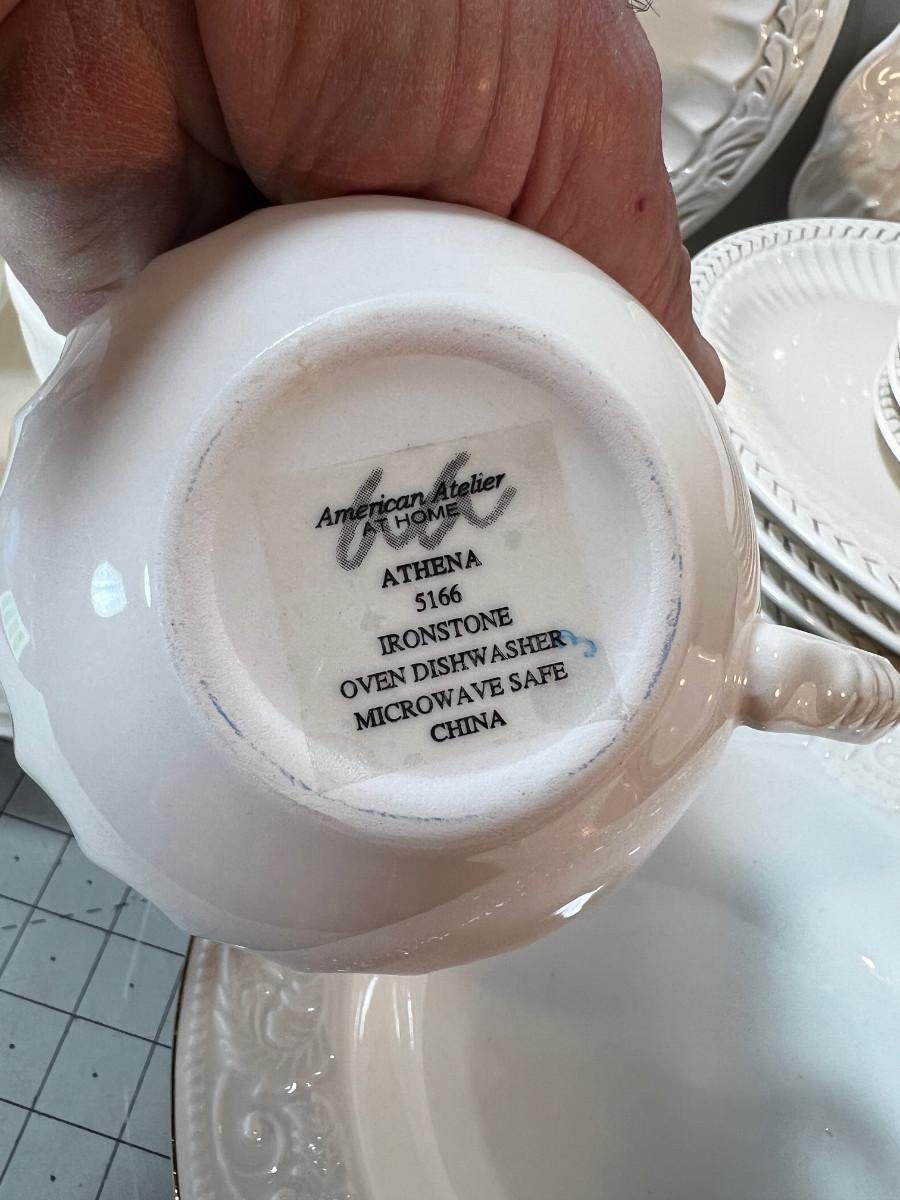 American Atelier
AT HOME
ATHENA
5166
IRONSTONE
OVEN DISHWASHER
MICROWAVE SAFE
CHINA